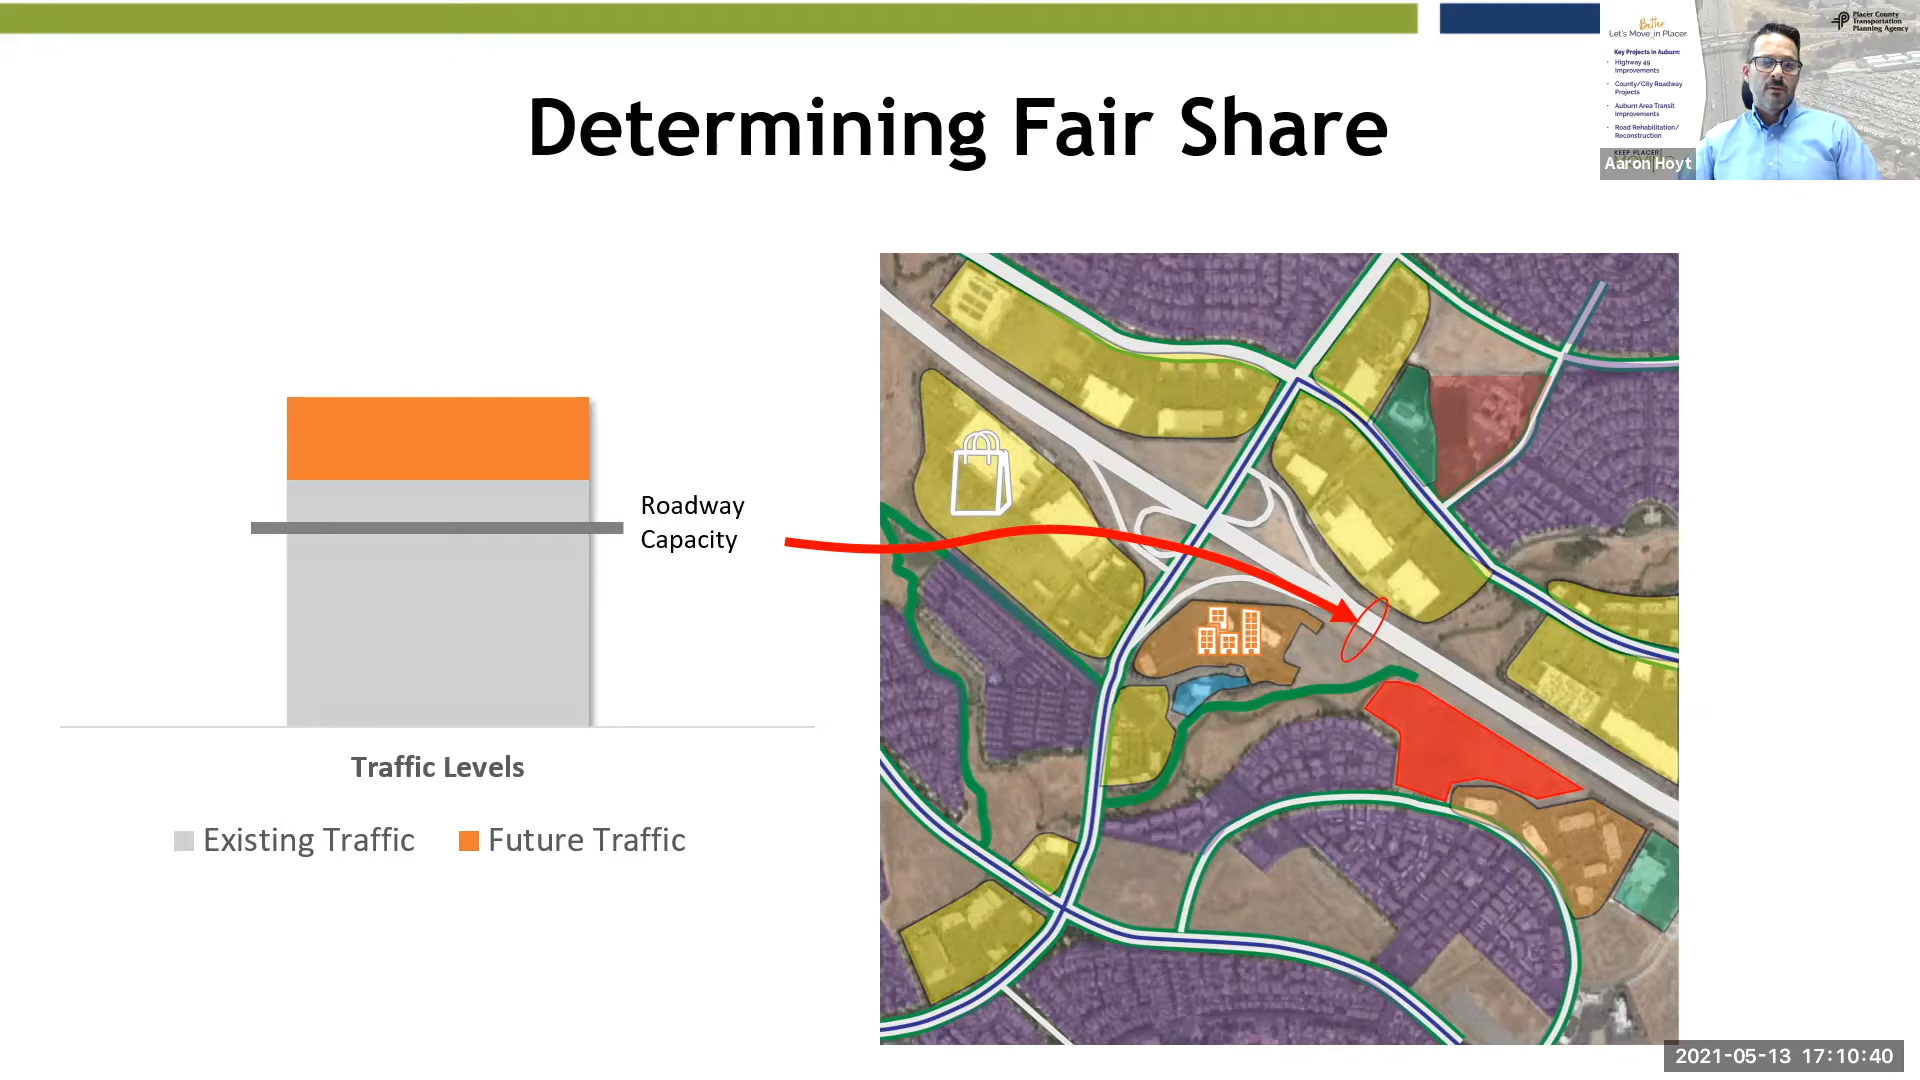 Determining Fair Share
Better
Let's Move in Placer
Key Projects in Auburn:
· Highway 49
Improvements
· County/City Roadway
Projects
· Auburn Area Transit
Improvements
· Road Rehabilitation/
Reconstruction
KEEP PLACER
Aaron Hoyt
Placer County
Transportation
Planning Agency
Roadway
Capacity
Traffic Levels
Existing Traffic
Future Traffic
2021-05-13 17:10:40